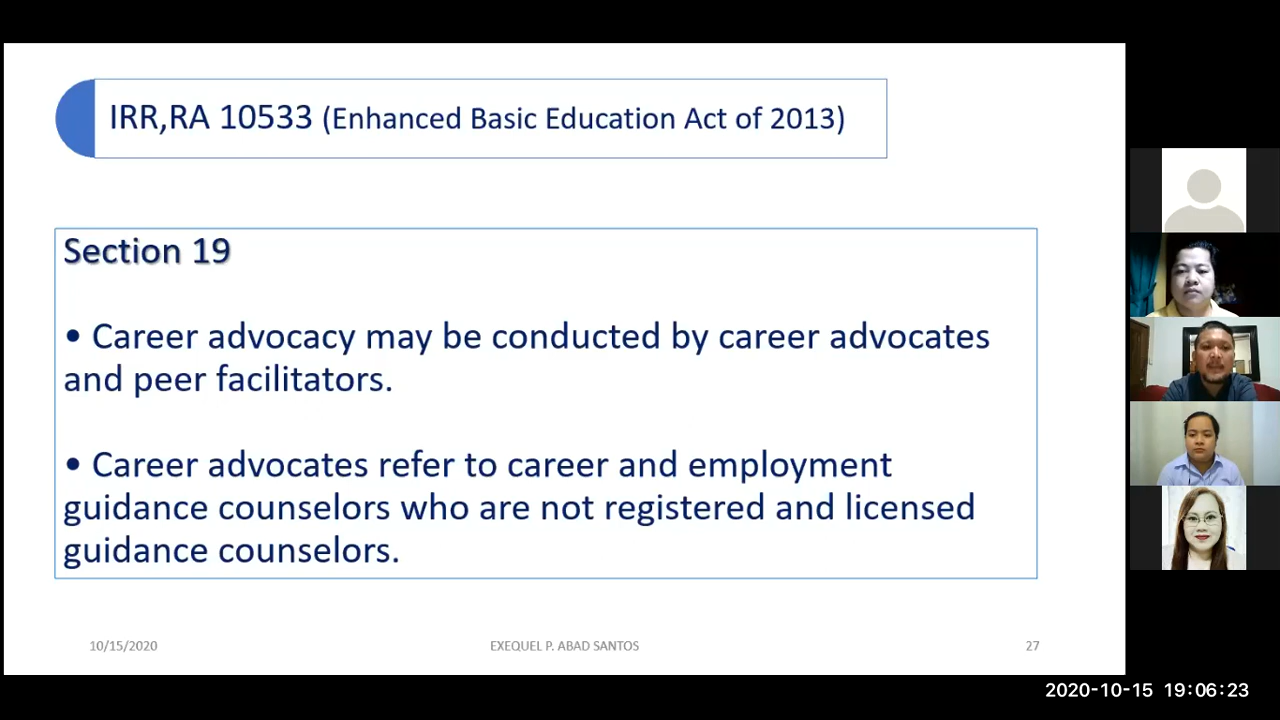 IRR,RA 10533 (Enhanced Basic Education Act of 2013)
Section 19
• Career advocacy may be conducted by career advocates
and peer facilitators.
• Career advocates refer to career and employment
guidance counselors who are not registered and licensed
guidance counselors.
10/15/2020
EXEQUEL P. ABAD SANTOS
27
2020-10-15 19:06:23